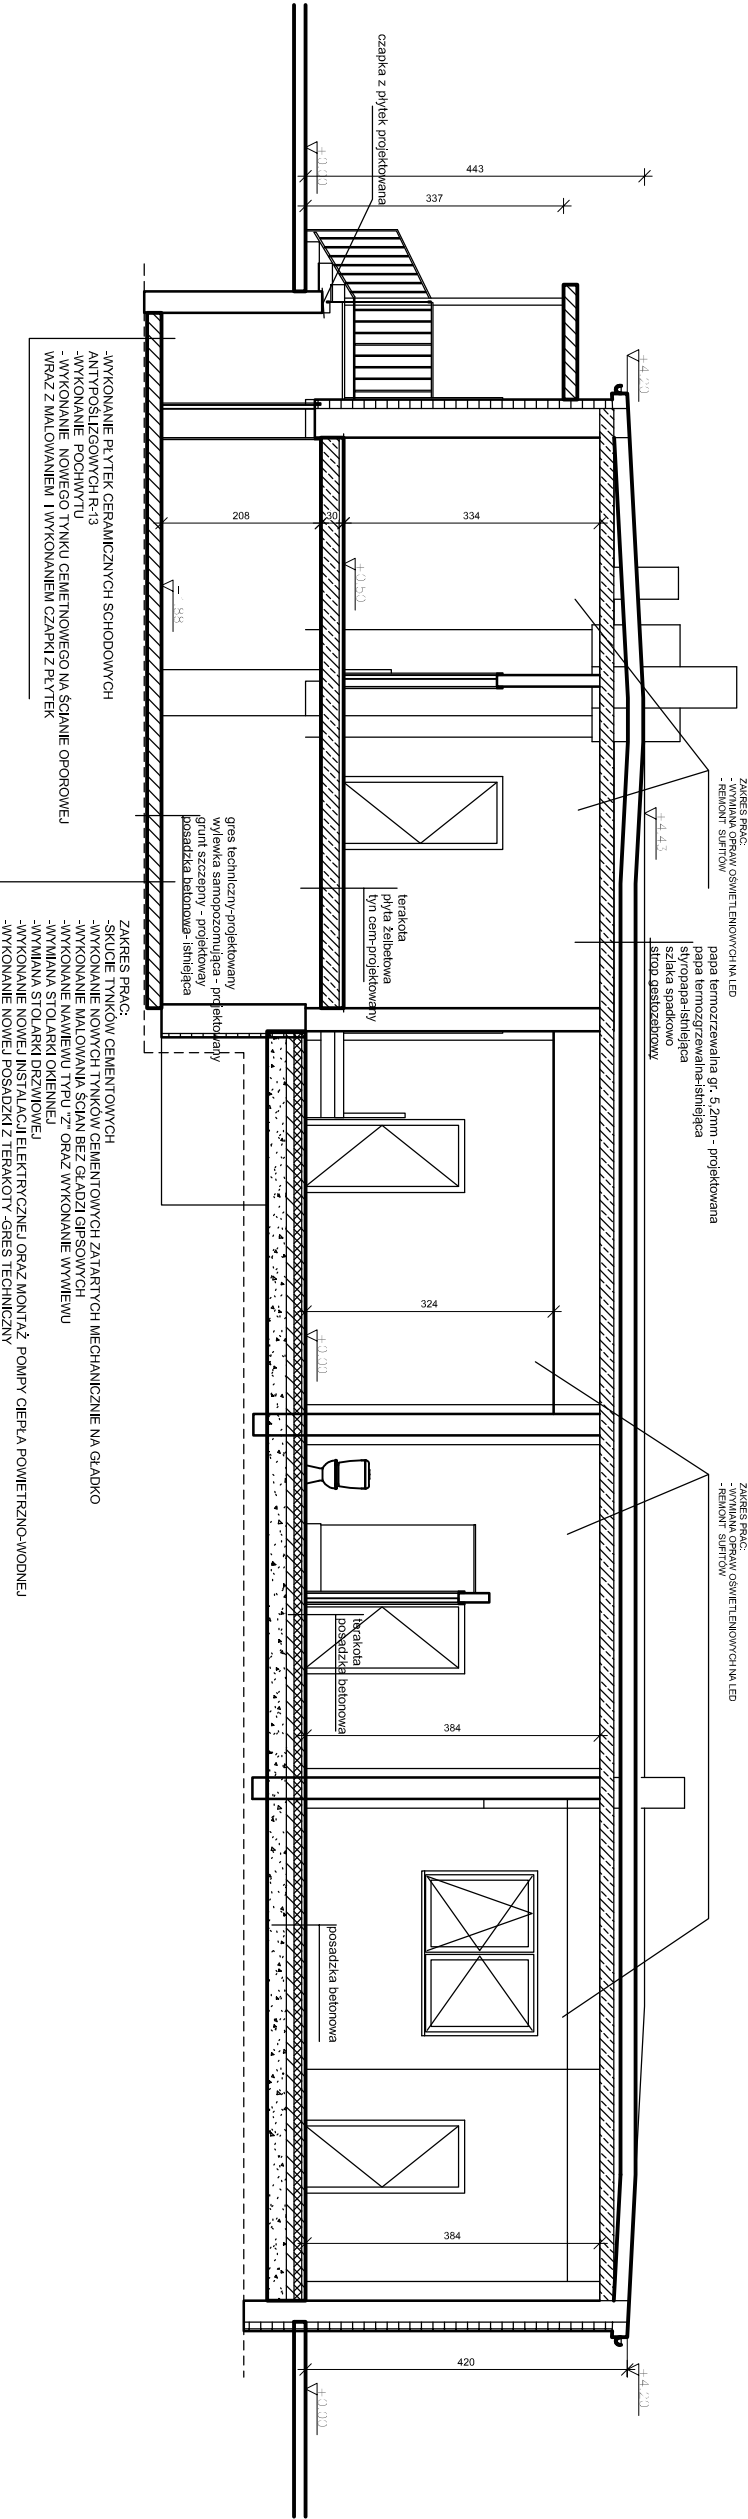 ZAKRES PRAC:
- WYMIANA OPRAW OŚWIETLENIOWYCH NA LED
- REMONT SUFITÓW
ZAKRES PRAC:
- WYMIANA OPRAW OŚWIETLENIOWYCH NA LED
- REMONT SUFITÓW
papa termozrzewalna gr. 5,2mm - projektowana
papa termozgrzewalna-istniejąca
styropapa-istniejąca
szlaka spadkowo
strop gęstożebrowy
czapka z płytek projektowana
443
337
+0.00
+4.20
+4.43
334
30
208
+0.50
-1.88
terakota
płyta żelbetowa
tyn cem-projektowany
gres techniczny-projektowany
wylewka samopozomująca - projektowany
grunt szczepny - projektoway
posadzka betonowa- istniejąca
324
+0.00
terakota
posadzka betonowa
384
posadzka betonowa
384
420
+4.20
+0.00
-WYKONANIE PŁYTEK CERAMICZNYCH SCHODOWYCH
ANTYPOŚLIZGOWYCH R-13
-WYKONANIE POCHWYTU
- WYKONANIE NOWEGO TYNKU CEMETNOWEGO NA ŚCIANIE OPOROWEJ
WRAZ Z MALOWANIEM I WYKONANIEM CZAPKI Z PŁYTEK
ZAKRES PRAC:
-SKUCIE TYNKÓW CEMENTOWYCH
-WYKONANIE NOWYCH TYNKÓW CEMENTOWYCH ZATARTYCH MECHANICZNIE NA GŁADKO
-WYKONANIE MALOWANIA ŚCIAN BEZ GŁADZI GIPSOWYCH
-WYKONANE NAWIEWU TYPU "Z" ORAZ WYKONANIE WYWIEWU
-WYMIANA STOLARKI OKIENNEJ
-WYMIANA STOLARKI DRZWIOWEJ
-WYKONANIE NOWEJ INSTALACJI ELEKTRYCZNEJ ORAZ MONTAŻ POMPY CIEPŁA POWIETRZNO-WODNEJ
-WYKONANIE NOWEJ POSADZKI Z TERAKOTY -GRES TECHNICZNY